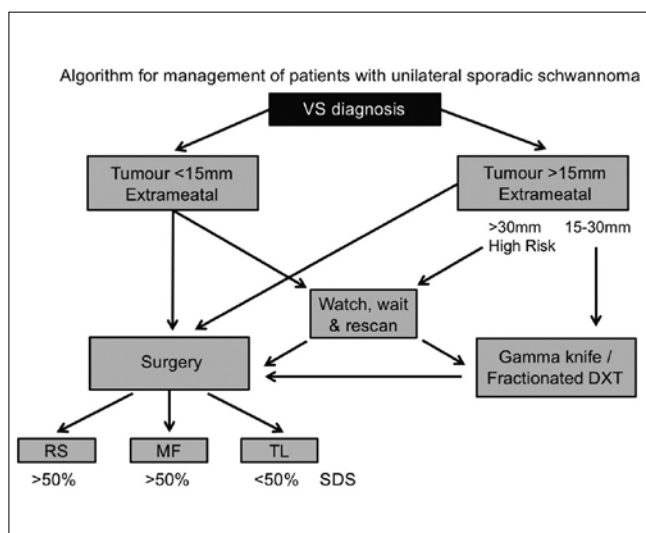 Algorithm for management of patients with unilateral sporadic schwannoma
VS diagnosis
Tumour <15mm
Extrameatal
Tumour >15mm
Extrameatal
>30mm 15-30mm
High Risk
Watch, wait
& rescan
Surgery
Gamma knife /
Fractionated DXT
RS MF TL
>50% >50% <50% SDS